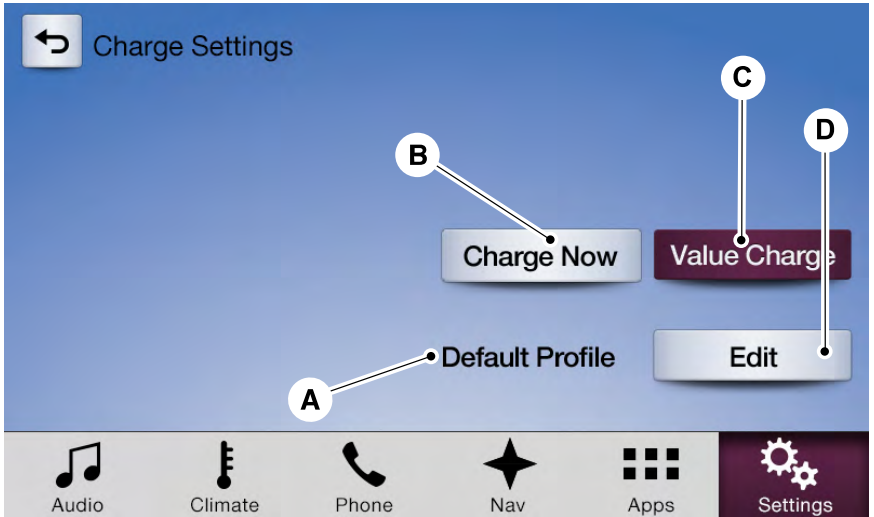 Charge Settings
C
D
B
Charge Now Value Charge
Default Profile Edit
A
Audio Climate Phone Nav Apps Settings